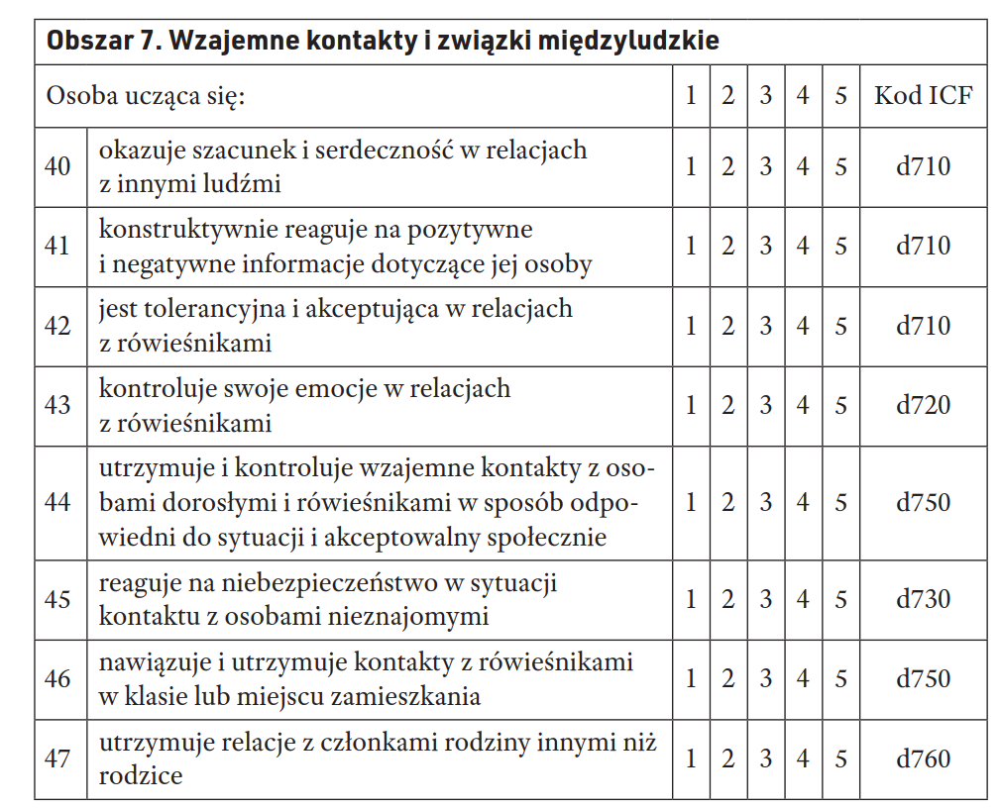 Obszar 7. Wzajemne kontakty i związki międzyludzkie
Osoba ucząca się: 1 2 3 4 5 Kod ICF
40 okazuje szacunek i serdeczność w relacjach
z innymi ludźmi 1 2 3 4 5 d710
41 konstruktywnie reaguje na pozytywne
i negatywne informacje dotyczące jej osoby 1 2 3 4 5 d710
42 jest tolerancyjna i akceptująca w relacjach
z rówieśnikami 1 2 3 4 5 d710
43 kontroluje swoje emocje w relacjach
z rówieśnikami 1 2 3 4 5 d720
44 utrzymuje i kontroluje wzajemne kontakty z oso-
bami dorosłymi i rówieśnikami w sposób odpo-
wiedni do sytuacji i akceptowalny społecznie 1 2 3 4 5 d750
45 reaguje na niebezpieczeństwo w sytuacji
kontaktu z osobami nieznajomymi 1 2 3 4 5 d730
46 nawiązuje i utrzymuje kontakty z rówieśnikami
w klasie lub miejscu zamieszkania 1 2 3 4 5 d750
47 utrzymuje relacje z członkami rodziny innymi niż
rodzice 1 2 3 4 5 d760